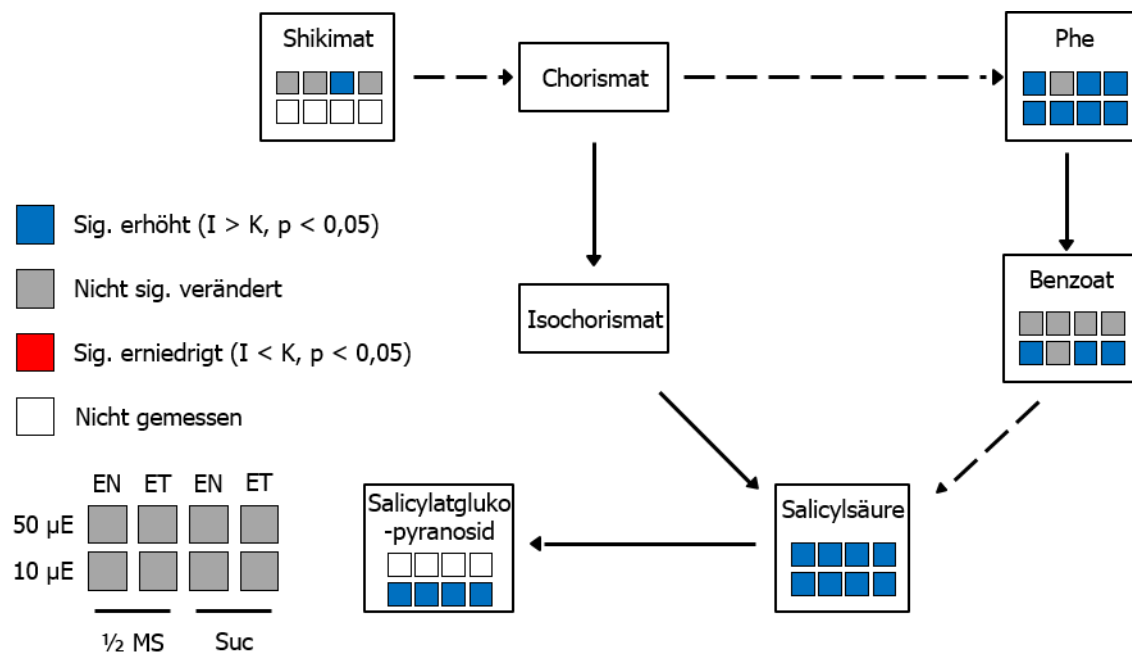 Shikimat
Chorismat
Phe
Sig. erhöht (I > K, p < 0,05)
Nicht sig. verändert
Sig. erniedrigt (I < K, p < 0,05)
Nicht gemessen
Isochorismat
Benzoat
EN ET EN ET
50 µE
10 µE
½ MS Suc
Salicylatgluko
-pyranosid
Salicylsäure